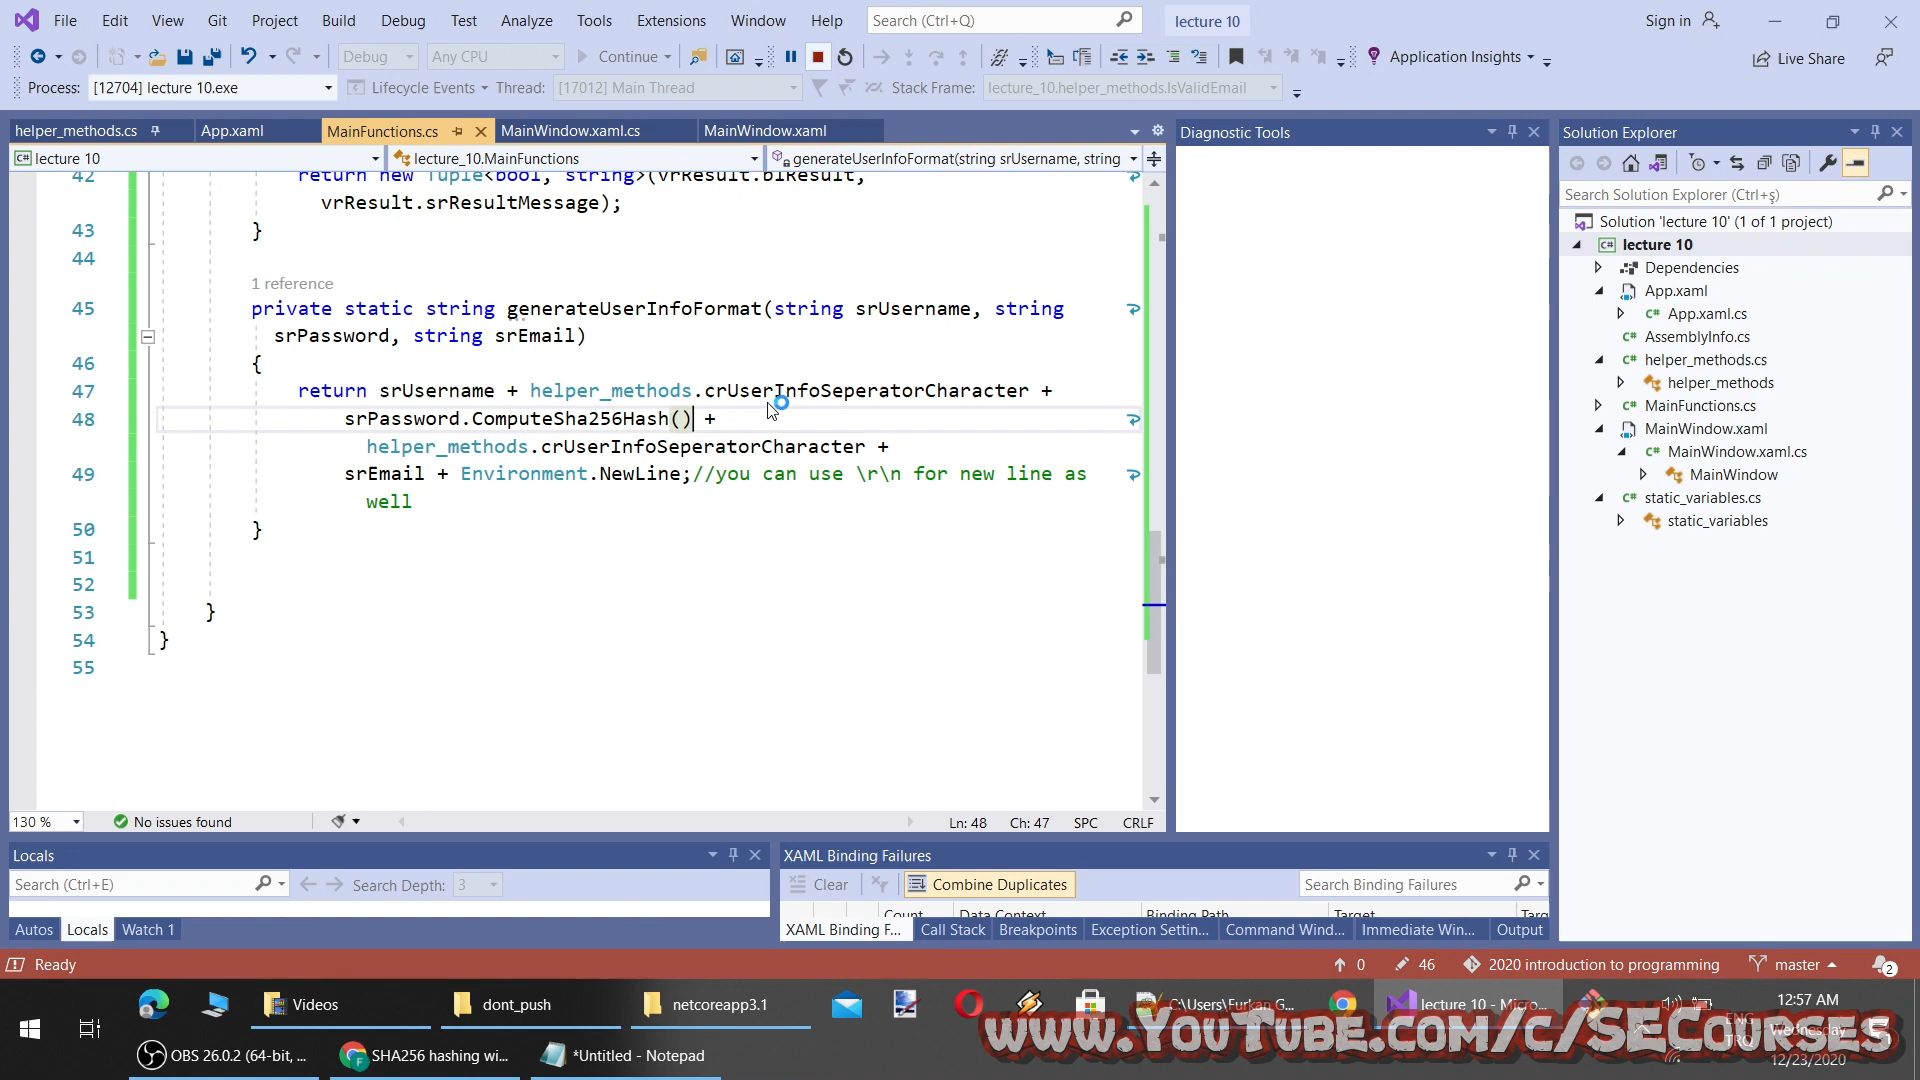 File Edit View Git Project Build Debug Test Analyze Tools Extensions Window Help Search (Ctrl+Q) lecture 10 Sign in
Debug Any CPU Continue Application Insights Live Share
Process: [12704] lecture 10.exe Lifecycle Events Thread: [17012] Main Thread Stack Frame: lecture_10.helper_methods.IsValidEmail
helper_methods.cs App.xaml MainFunctions.cs MainWindow.xaml.cs MainWindow.xaml
lecture 10 lecture_10.MainFunctions generateUserInfoFormat(string srUsername, string
42 return new Tuple<bool, string>(vrResult.blResult,
vrResult.srResultMessage);
43 }
44
1 reference
45 private static string generateUserInfoFormat(string srUsername, string
srPassword, string srEmail)
46 {
47 return srUsername + helper_methods.crUserInfoSeperatorCharacter +
48 srPassword.ComputeSha256Hash() +
helper_methods.crUserInfoSeperatorCharacter +
49 srEmail + Environment.NewLine;//you can use \r\n for new line as
well
50 }
51
52
53 }
54 }
55
130 % No issues found Ln: 48 Ch: 47 SPC CRLF
Diagnostic Tools
Solution Explorer
Search Solution Explorer (Ctrl+ş)
Solution 'lecture 10' (1 of 1 project)
lecture 10
Dependencies
App.xaml
App.xaml.cs
AssemblyInfo.cs
helper_methods.cs
helper_methods
MainFunctions.cs
MainWindow.xaml
MainWindow.xaml.cs
MainWindow
static_variables.cs
static_variables
Locals
Search (Ctrl+E) Search Depth: 3
Autos Locals Watch 1
XAML Binding Failures
Clear Combine Duplicates Search Binding Failures
Count Data Context Binding Path Target Targ
XAML Binding F... Call Stack Breakpoints Exception Settin... Command Wind... Immediate Win... Output
Ready 0 46 2020 introduction to programming master 2
Videos dont_push netcoreapp3.1 C:\Users\Furkan G... lecture 10 - Micro... 12:57 AM
OBS 26.0.2 (64-bit, ... SHA256 hashing wi... *Untitled - Notepad ENG Wednesday
TRQ 12/23/2020
www.YouTube.com/c/SECourses